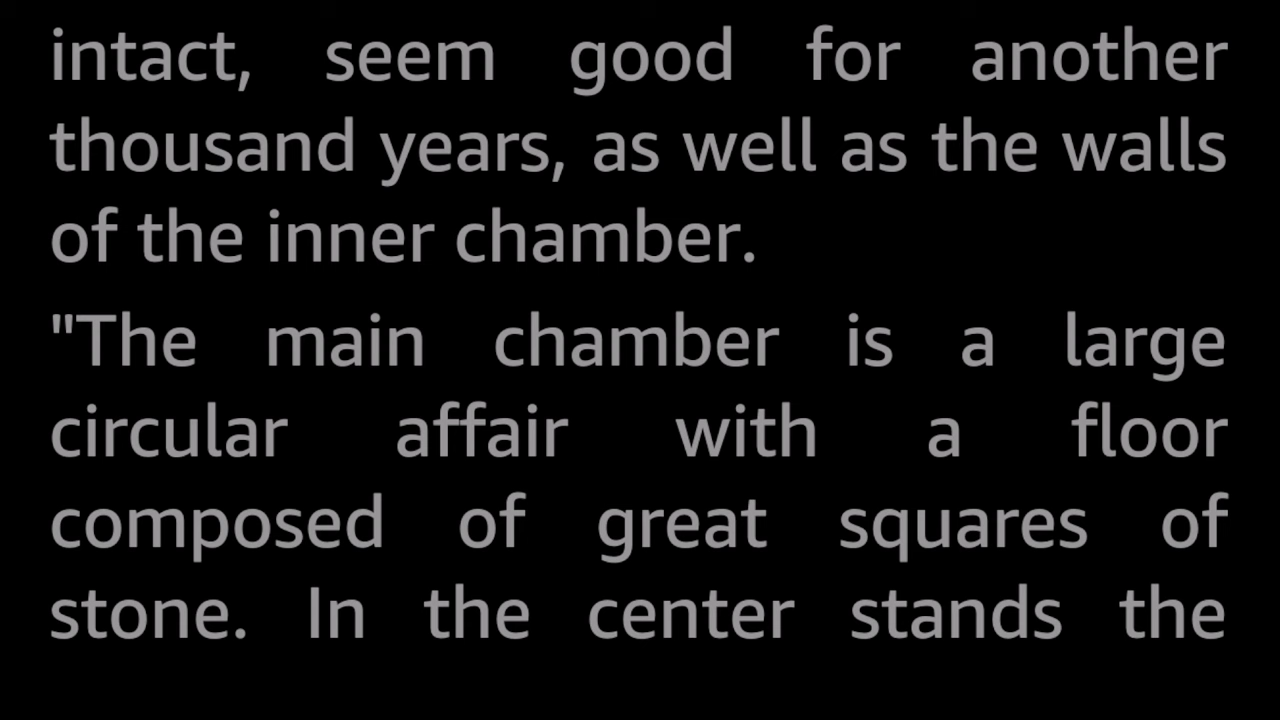 intact, seem good for another
thousand years, as well as the walls
of the inner chamber.
"The main chamber is a large
circular affair with a floor
composed of great squares of
stone. In the center stands the